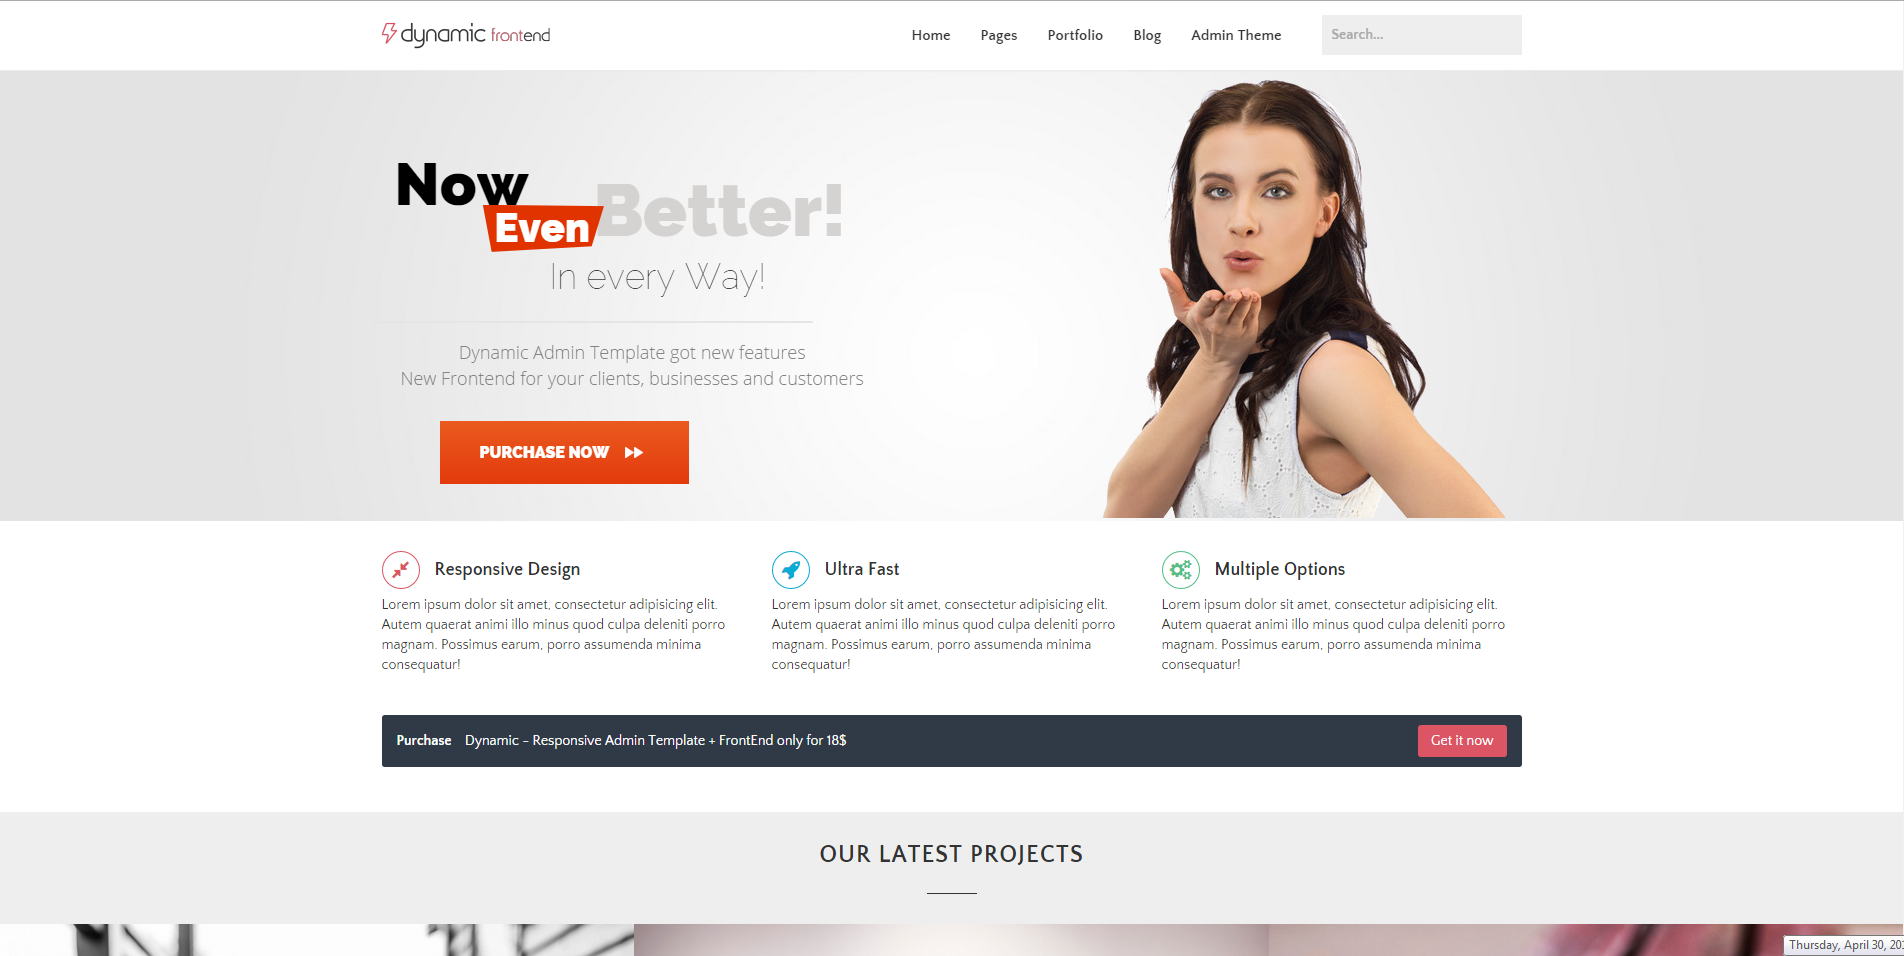 dynamic frontend
Home Pages Portfolio Blog Admin Theme Search...
Now
Even Better!
In every Way!
Dynamic Admin Template got new features
New Frontend for your clients, businesses and customers
PURCHASE NOW
Responsive Design
Lorem ipsum dolor sit amet, consectetur adipisicing elit.
Autem quaerat animi illo minus quod culpa deleniti porro
magnam. Possimus earum, porro assumenda minima
consequatur!
Ultra Fast
Lorem ipsum dolor sit amet, consectetur adipisicing elit.
Autem quaerat animi illo minus quod culpa deleniti porro
magnam. Possimus earum, porro assumenda minima
consequatur!
Multiple Options
Lorem ipsum dolor sit amet, consectetur adipisicing elit.
Autem quaerat animi illo minus quod culpa deleniti porro
magnam. Possimus earum, porro assumenda minima
consequatur!
Purchase Dynamic - Responsive Admin Template + FrontEnd only for 18$ Get it now
OUR LATEST PROJECTS
Thursday, April 30,